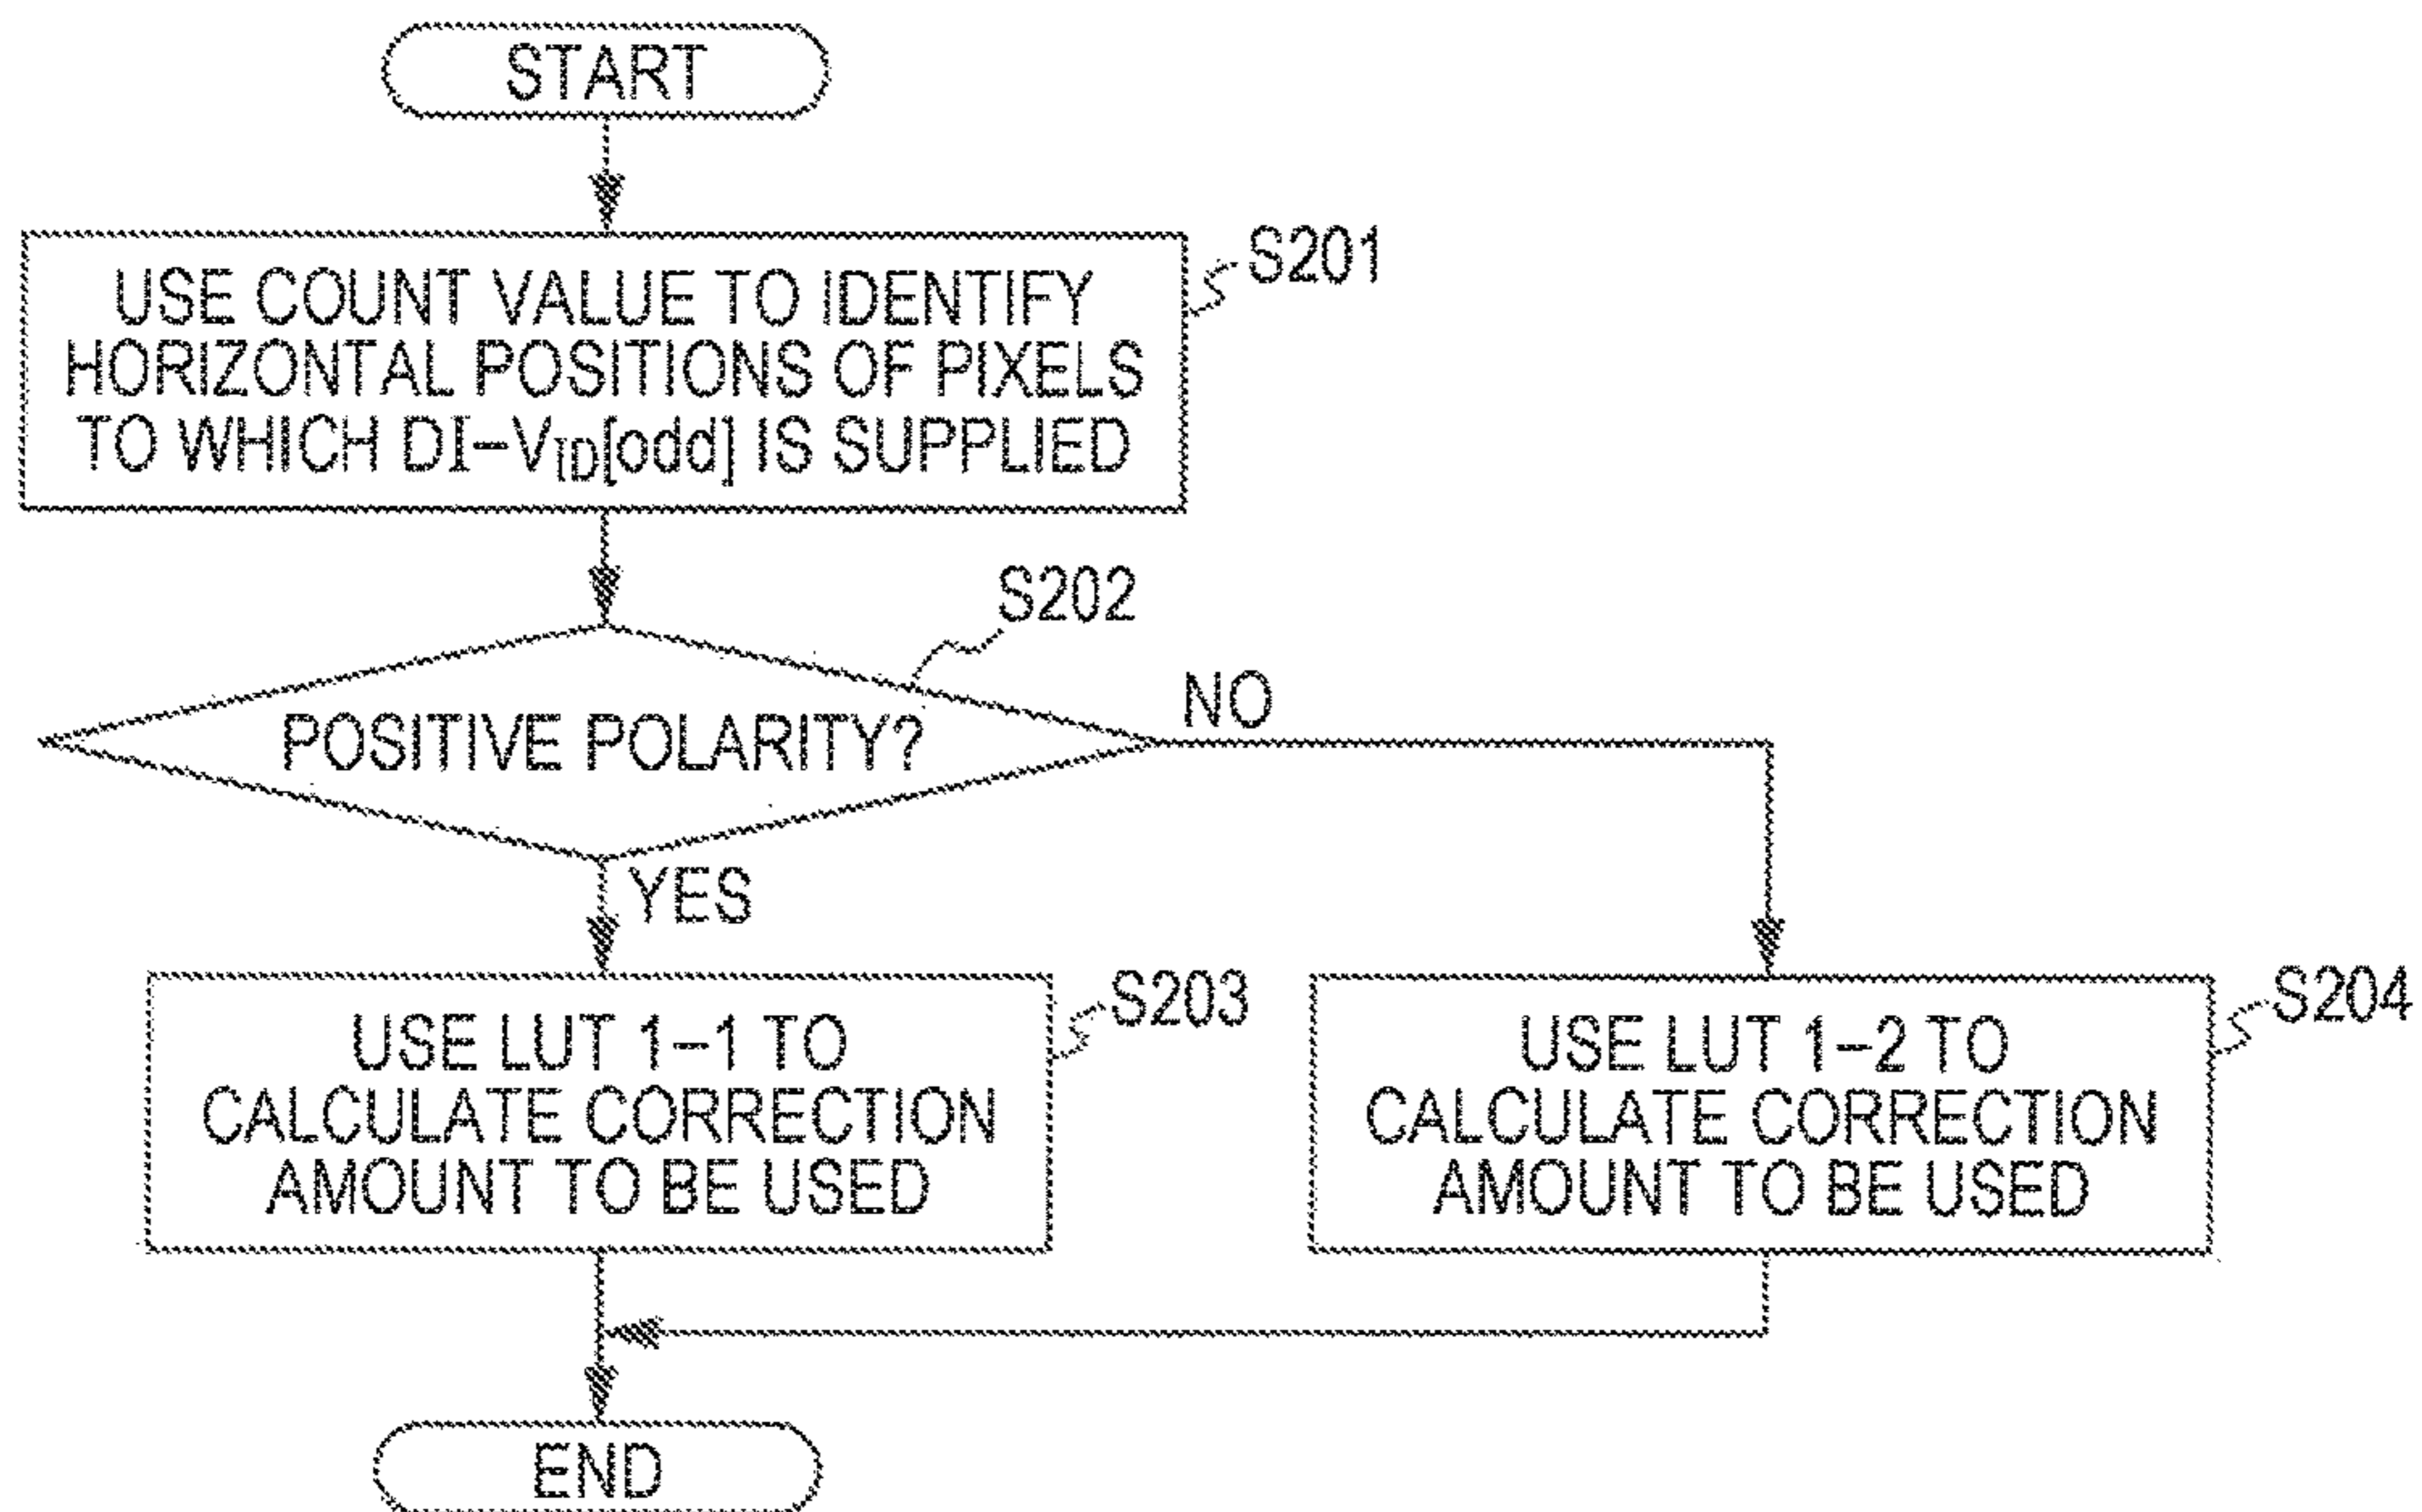 START
S201
USE COUNT VALUE TO IDENTIFY
HORIZONTAL POSITIONS OF PIXELS
TO WHICH DI–VID[odd] IS SUPPLIED
S202
POSITIVE POLARITY?
NO
YES
S203
USE LUT 1–1 TO
CALCULATE CORRECTION
AMOUNT TO BE USED
S204
USE LUT 1–2 TO
CALCULATE CORRECTION
AMOUNT TO BE USED
END